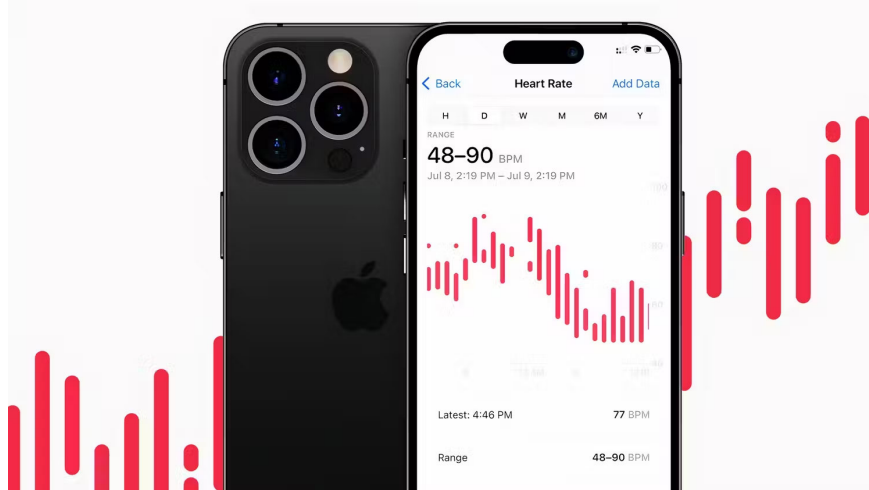 Back
Heart Rate
Add Data
H D W M 6M Y
RANGE
48–90 BPM
Jul 8, 2:19 PM – Jul 9, 2:19 PM
Latest: 4:46 PM 77 BPM
Range 48–90 BPM